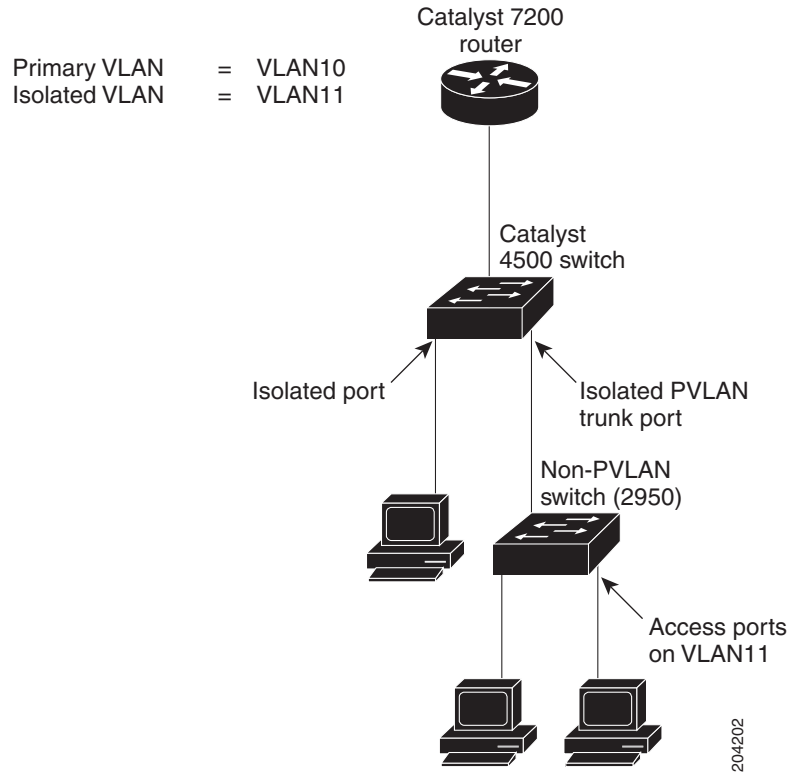 Catalyst 7200
router
Primary VLAN = VLAN10
Isolated VLAN = VLAN11
Catalyst
4500 switch
Isolated port
Isolated PVLAN
trunk port
Non-PVLAN
switch (2950)
Access ports
on VLAN11
204202